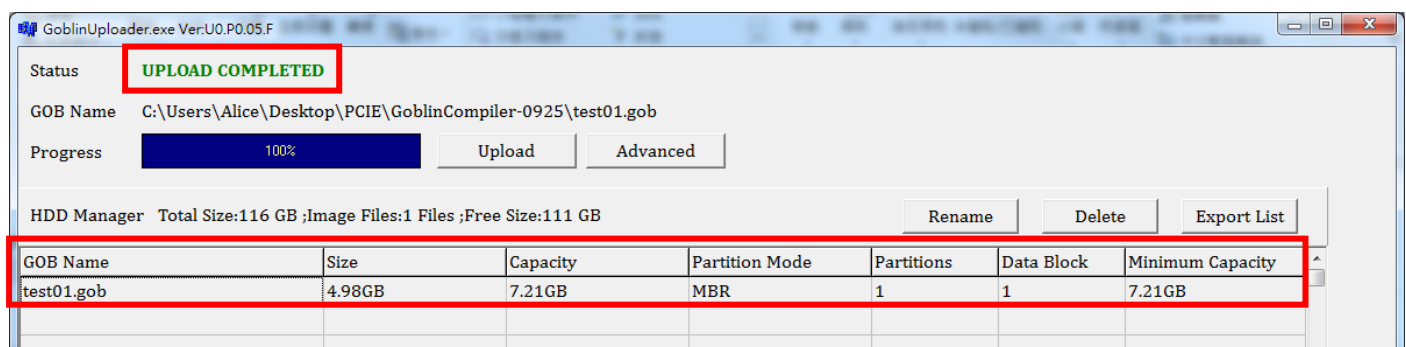 GoblinUploader.exe Ver:U0.P0.05.F
Status UPLOAD COMPLETED
GOB Name C:\Users\Alice\Desktop\PCIE\GoblinCompiler-0925\test01.gob
Progress 100% Upload Advanced
HDD Manager Total Size:116 GB ;Image Files:1 Files ;Free Size:111 GB Rename Delete Export List
GOB Name Size Capacity Partition Mode Partitions Data Block Minimum Capacity
test01.gob 4.98GB 7.21GB MBR 1 1 7.21GB